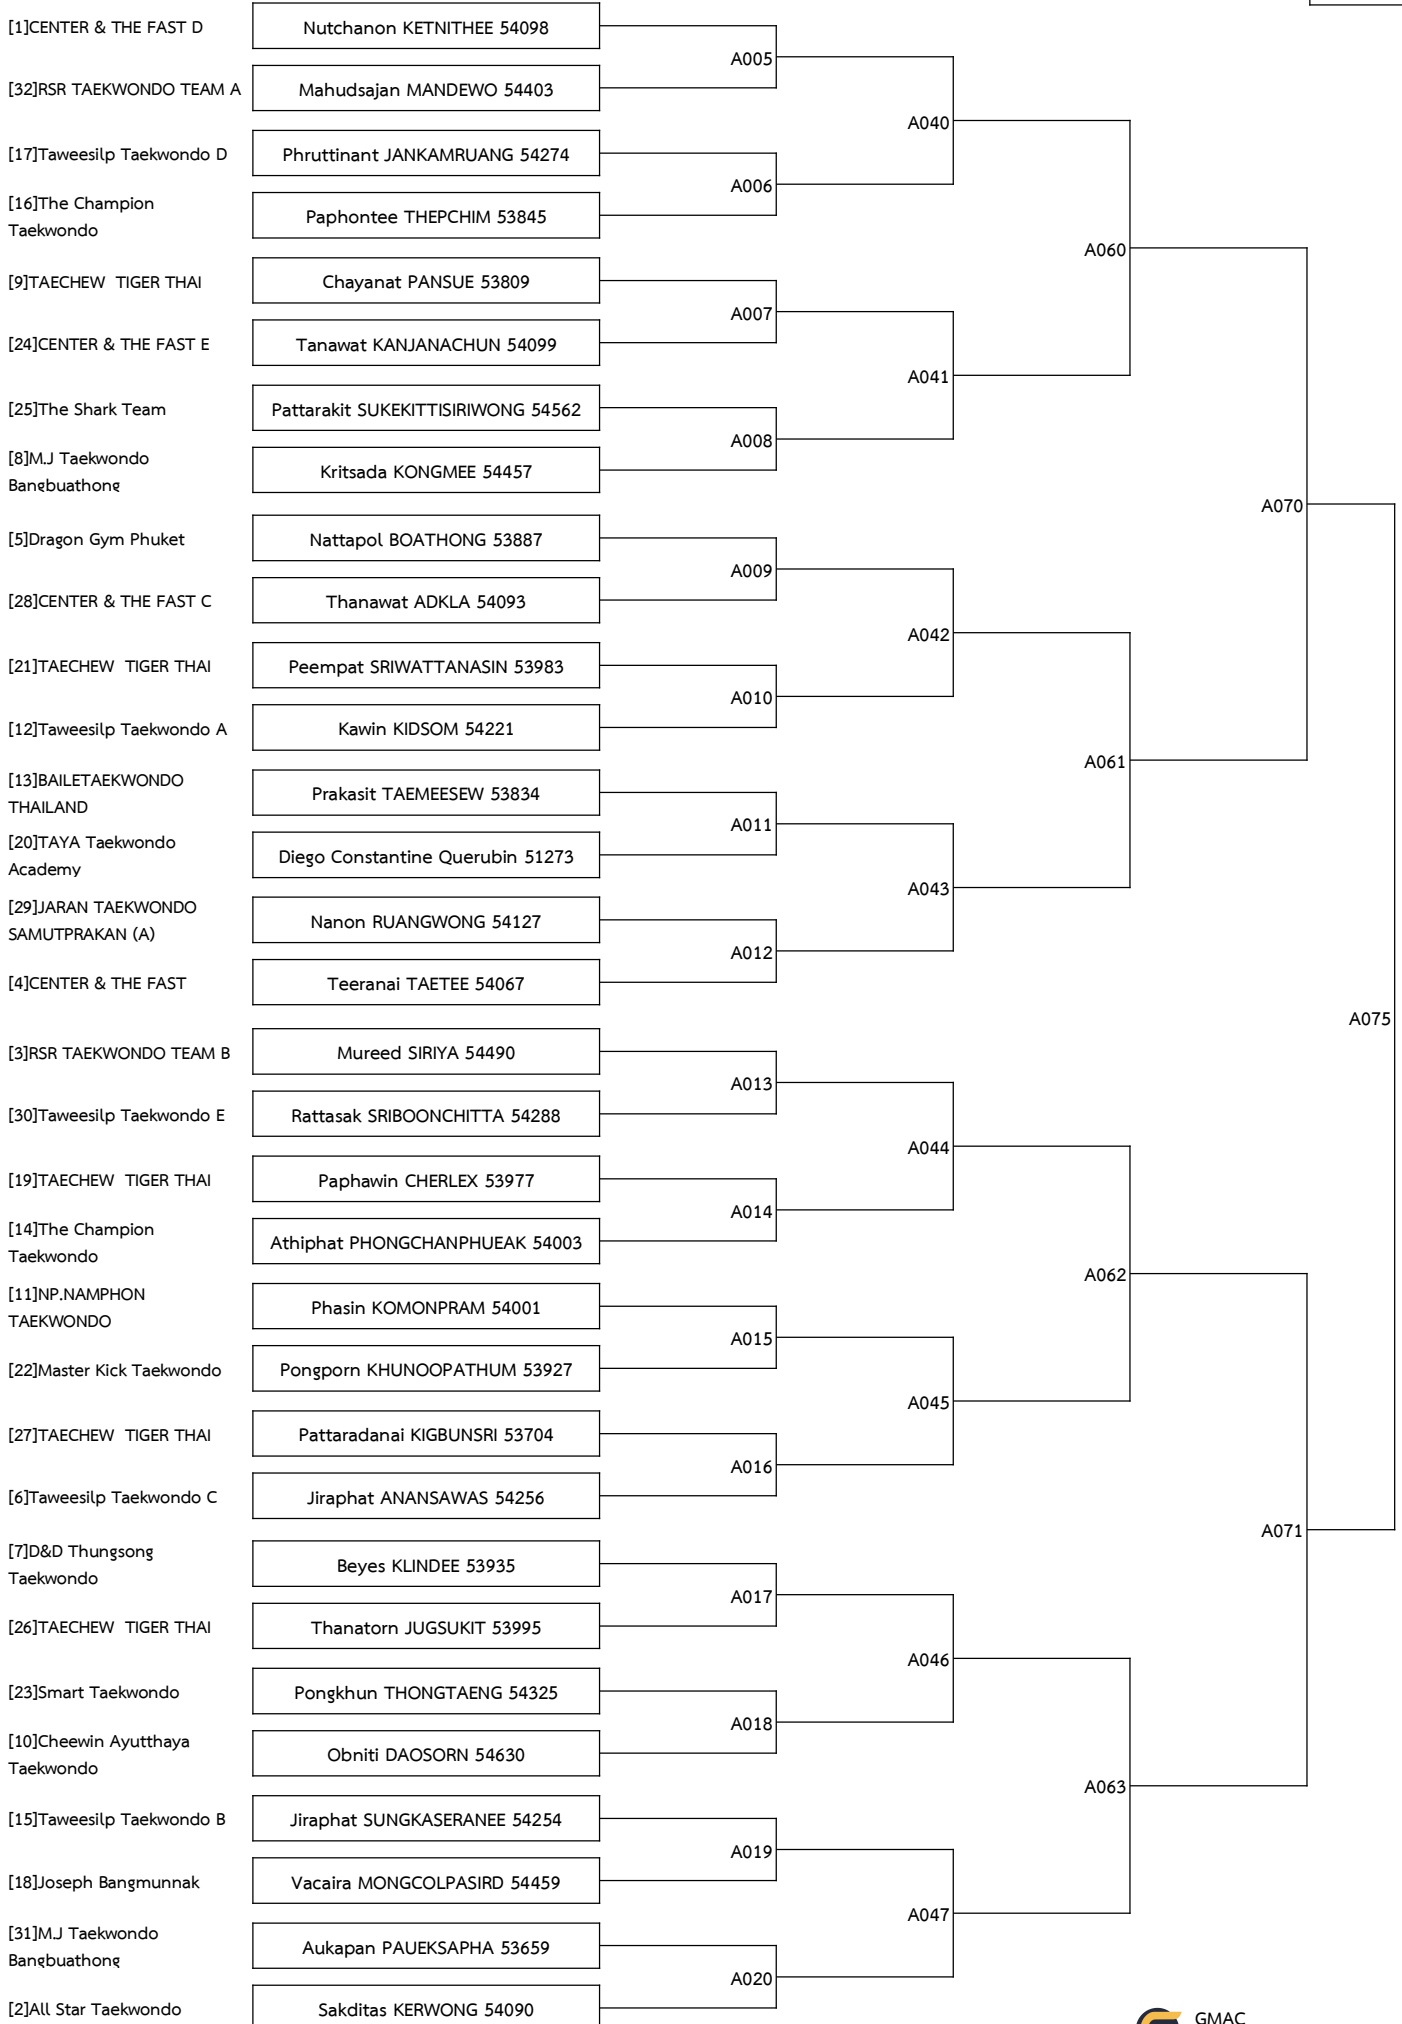 [1]CENTER & THE FAST D
Nutchanon KETNITHEE 54098
A005
[32]RSR TAEKWONDO TEAM A
Mahudsajan MANDEWO 54403
A040
[17]Taweesilp Taekwondo D
Phruttinant JANKAMRUANG 54274
A006
[16]The Champion
Taekwondo
Paphontee THEPCHIM 53845
A060
[9]TAECHEW  TIGER THAI
Chayanat PANSUE 53809
A007
[24]CENTER & THE FAST E
Tanawat KANJANACHUN 54099
A041
[25]The Shark Team
Pattarakit SUKEKITTISIRIWONG 54562
A008
[8]M.J Taekwondo
Bangbuathong
Kritsada KONGMEE 54457
A070
[5]Dragon Gym Phuket
Nattapol BOATHONG 53887
A009
[28]CENTER & THE FAST C
Thanawat ADKLA 54093
A042
[21]TAECHEW  TIGER THAI
Peempat SRIWATTANASIN 53983
A010
[12]Taweesilp Taekwondo A
Kawin KIDSOM 54221
A061
[13]BAILETAEKWONDO
THAILAND
Prakasit TAEMEESEW 53834
A011
[20]TAYA Taekwondo
Academy
Diego Constantine Querubin 51273
A043
[29]JARAN TAEKWONDO
SAMUTPRAKAN (A)
Nanon RUANGWONG 54127
A012
[4]CENTER & THE FAST
Teeranai TAETEE 54067
A075
[3]RSR TAEKWONDO TEAM B
Mureed SIRIYA 54490
A013
[30]Taweesilp Taekwondo E
Rattasak SRIBOONCHITTA 54288
A044
[19]TAECHEW  TIGER THAI
Paphawin CHERLEX 53977
A014
[14]The Champion
Taekwondo
Athiphat PHONGCHANPHUEAK 54003
A062
[11]NP.NAMPHON
TAEKWONDO
Phasin KOMONPRAM 54001
A015
[22]Master Kick Taekwondo
Pongporn KHUNOOPATHUM 53927
A045
[27]TAECHEW  TIGER THAI
Pattaradanai KIGBUNSRI 53704
A016
[6]Taweesilp Taekwondo C
Jiraphat ANANSAWAS 54256
A071
[7]D&D Thungsong
Taekwondo
Beyes KLINDEE 53935
A017
[26]TAECHEW  TIGER THAI
Thanatorn JUGSUKIT 53995
A046
[23]Smart Taekwondo
Pongkhun THONGTAENG 54325
A018
[10]Cheewin Ayutthaya
Taekwondo
Obniti DAOSORN 54630
A063
[15]Taweesilp Taekwondo B
Jiraphat SUNGKASERANEE 54254
A019
[18]Joseph Bangmunnak
Vacaira MONGCOLPASIRD 54459
A047
[31]M.J Taekwondo
Bangbuathong
Aukapan PAUEKSAPHA 53659
A020
[2]All Star Taekwondo
Sakditas KERWONG 54090
GMAC